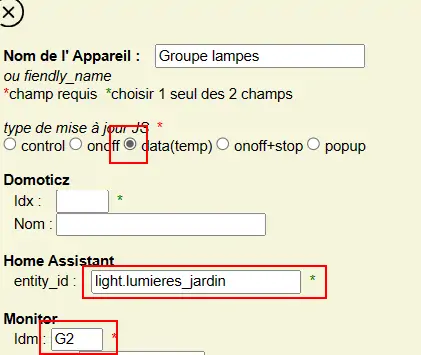 Nom de l' Appareil : Groupe lampes
ou fiendly_name
*champ requis *choisir 1 seul des 2 champs
type de mise à jour JS *
control onoff data(temp) onoff+stop popup
Domoticz
Idx : *
Nom :
Home Assistant
entity_id : light.lumieres_jardin *
Monitor
Idm : G2 *